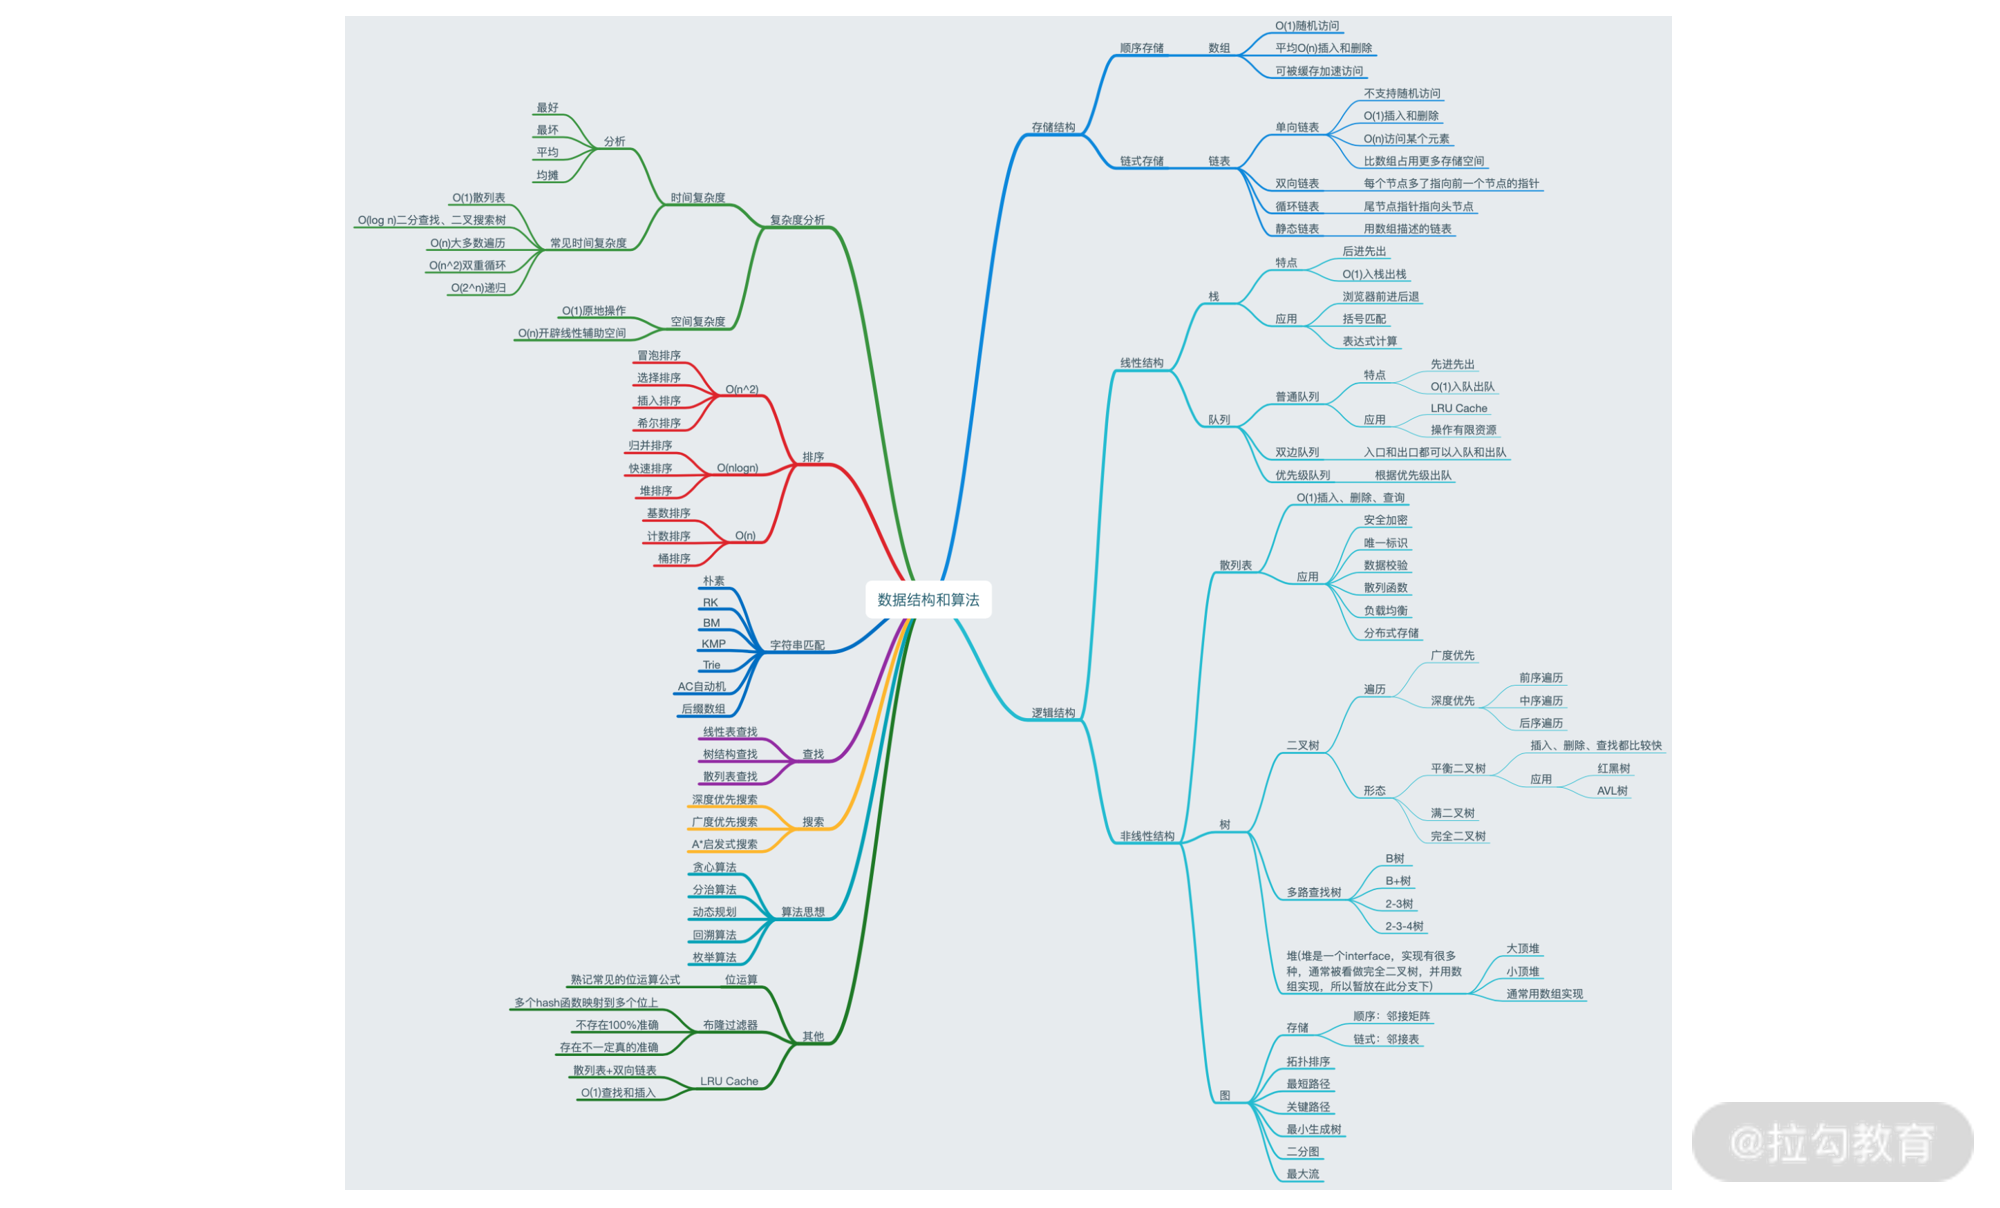 数据结构和算法
存储结构
顺序存储
数组
O(1)随机访问
平均O(n)插入和删除
可被缓存加速访问
链式存储
链表
单向链表
不支持随机访问
O(1)插入和删除
O(n)访问某个元素
比数组占用更多存储空间
双向链表
每个节点多了指向前一个节点的指针
循环链表
尾节点指针指向头节点
静态链表
用数组描述的链表
逻辑结构
线性结构
栈
特点
后进先出
O(1)入栈出栈
应用
浏览器前进后退
括号匹配
表达式计算
队列
普通队列
特点
先进先出
O(1)入队出队
应用
LRU Cache
操作有限资源
双边队列
入口和出口都可以入队和出队
优先级队列
根据优先级出队
非线性结构
散列表
O(1)插入、删除、查询
应用
安全加密
唯一标识
数据校验
散列函数
负载均衡
分布式存储
树
二叉树
遍历
广度优先
深度优先
前序遍历
中序遍历
后序遍历
形态
平衡二叉树
插入、删除、查找都比较快
应用
红黑树
AVL树
满二叉树
完全二叉树
多路查找树
B树
B+树
2-3树
2-3-4树
堆(堆是一个interface，实现有很多
种，通常被看做完全二叉树，并用数
组实现，所以暂放在此分支下)
大顶堆
小顶堆
通常用数组实现
图
存储
顺序：邻接矩阵
链式：邻接表
拓扑排序
最短路径
关键路径
最小生成树
二分图
最大流
复杂度分析
时间复杂度
分析
最好
最坏
平均
均摊
常见时间复杂度
O(1)散列表
O(log n)二分查找、二叉搜索树
O(n)大多数遍历
O(n^2)双重循环
O(2^n)递归
空间复杂度
O(1)原地操作
O(n)开辟线性辅助空间
排序
O(n^2)
冒泡排序
选择排序
插入排序
希尔排序
O(nlogn)
归并排序
快速排序
堆排序
O(n)
基数排序
计数排序
桶排序
字符串匹配
朴素
RK
BM
KMP
Trie
AC自动机
后缀数组
查找
线性表查找
树结构查找
散列表查找
搜索
深度优先搜索
广度优先搜索
A*启发式搜索
算法思想
贪心算法
分治算法
动态规划
回溯算法
枚举算法
其他
位运算
熟记常见的位运算公式
布隆过滤器
多个hash函数映射到多个位上
不存在100%准确
存在不一定真的准确
LRU Cache
散列表+双向链表
O(1)查找和插入
@拉勾教育